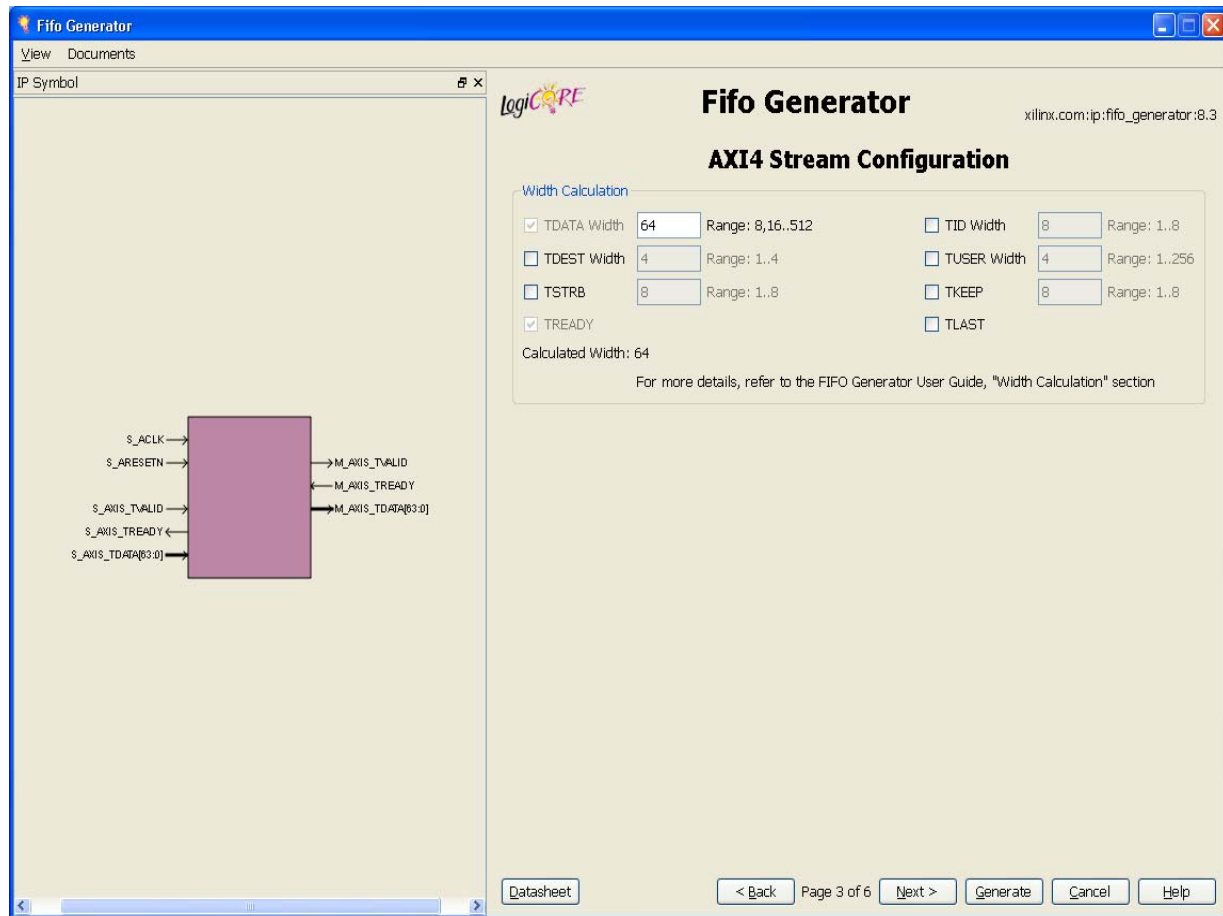 Fifo Generator
View Documents
IP Symbol
S_ACLK
S_ARESETN
S_AXIS_TVALID
S_AXIS_TREADY
S_AXIS_TDATA[63:0]
M_AXIS_TVALID
M_AXIS_TREADY
M_AXIS_TDATA[63:0]
LogiCORE
Fifo Generator
xilinx.com:ip:fifo_generator:8.3
AXI4 Stream Configuration
Width Calculation
TDATA Width 64 Range: 8,16..512 TID Width 8 Range: 1..8
TDEST Width 4 Range: 1..4 TUSER Width 4 Range: 1..256
TSTRB 8 Range: 1..8 TKEEP 8 Range: 1..8
TREADY TLAST
Calculated Width: 64
For more details, refer to the FIFO Generator User Guide, "Width Calculation" section
Datasheet < Back Page 3 of 6 Next > Generate Cancel Help